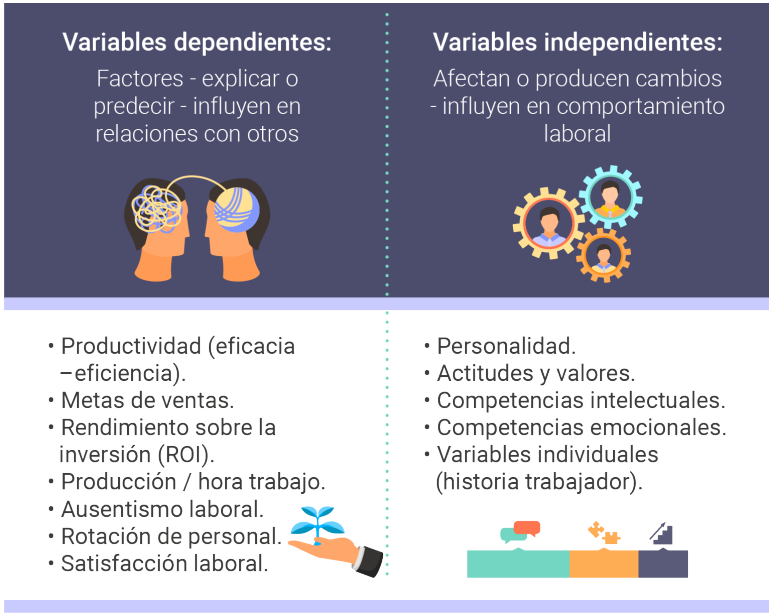 Variables dependientes:
Factores - explicar o
predecir - influyen en
relaciones con otros
Variables independientes:
Afectan o producen cambios
- influyen en comportamiento
laboral
• Productividad (eficacia
–eficiencia).
• Metas de ventas.
• Rendimiento sobre la
inversión (ROI).
• Producción / hora trabajo.
• Ausentismo laboral.
• Rotación de personal.
• Satisfacción laboral.
• Personalidad.
• Actitudes y valores.
• Competencias intelectuales.
• Competencias emocionales.
• Variables individuales
(historia trabajador).